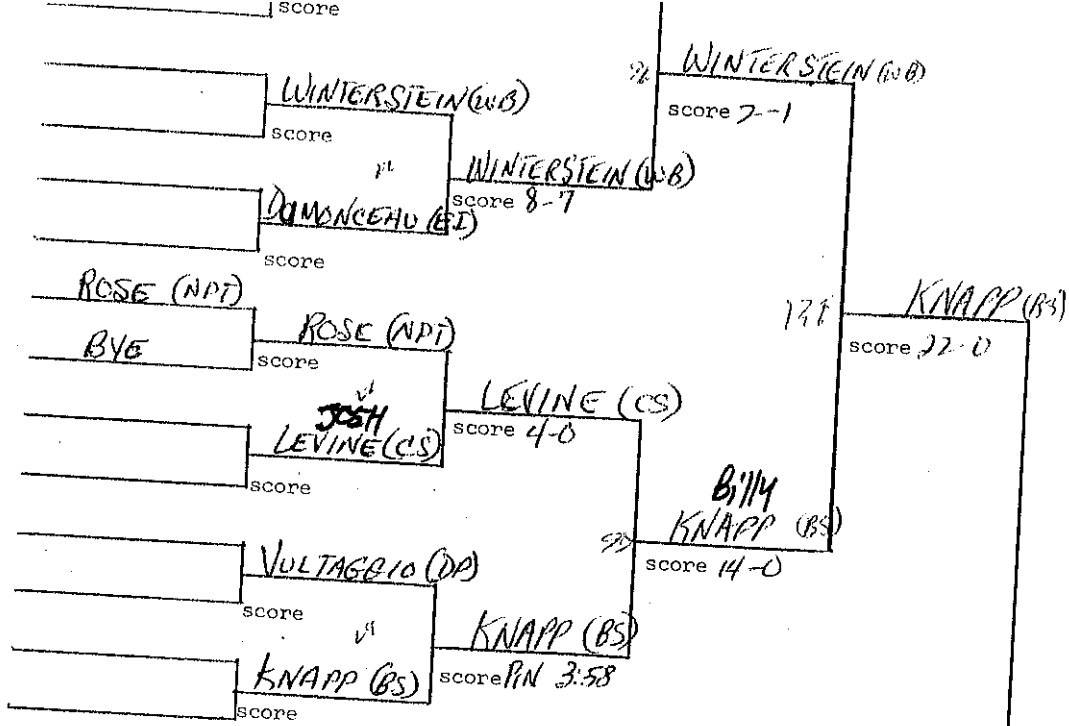 score
WINTERSTEIN (WB)
score 7-1
WINTERSTEIN (WB)
score
WINTERSTEIN (WB)
score 8-7
DAMONCEAU (EI)
score
ROSE (NPT)
KNAPP (BS)
score 22-0
BYE
ROSE (NPT)
score
LEVINE (CS)
score 4-0
JOSH
LEVINE (CS)
score
Billy
KNAPP (BS)
score 14-0
VULTAGGIO (DP)
score
KNAPP (BS)
score PIN 3:58
KNAPP (BS)
score